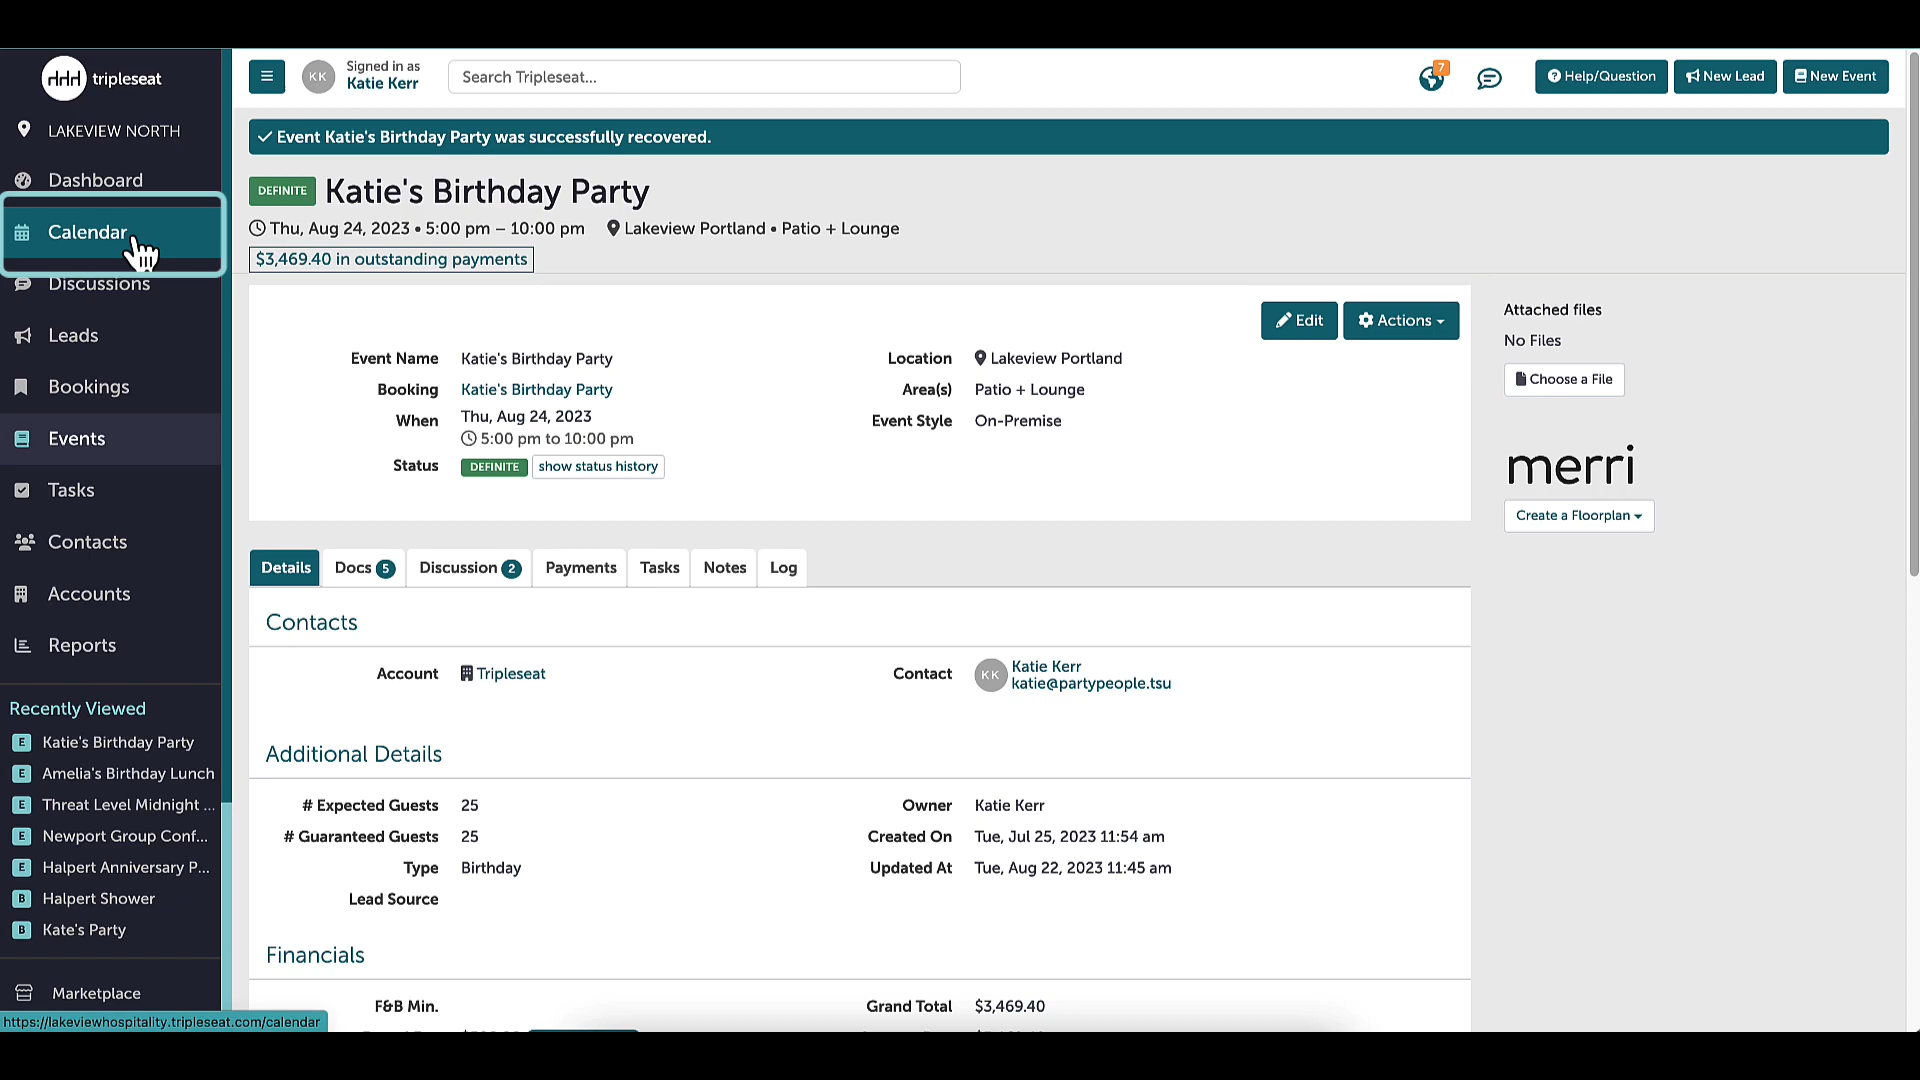 tripleseat
LAKEVIEW NORTH
Dashboard
Calendar
Discussions
Leads
Bookings
Events
Tasks
Contacts
Accounts
Reports
Recently Viewed
E Katie's Birthday Party
E Amelia's Birthday Lunch
E Threat Level Midnight ...
E Newport Group Conf...
E Halpert Anniversary P...
B Halpert Shower
B Kate's Party
Marketplace
https://lakeviewhospitality.tripleseat.com/calendar
KK
Signed in as
Katie Kerr
Search Tripleseat...
7
Help/Question
New Lead
New Event
Event Katie's Birthday Party was successfully recovered.
DEFINITE Katie's Birthday Party
Thu, Aug 24, 2023 • 5:00 pm – 10:00 pm Lakeview Portland • Patio + Lounge
$3,469.40 in outstanding payments
Edit
Actions
Event Name Katie's Birthday Party
Booking Katie's Birthday Party
When Thu, Aug 24, 2023
5:00 pm to 10:00 pm
Status DEFINITE show status history
Location Lakeview Portland
Area(s) Patio + Lounge
Event Style On-Premise
Attached files
No Files
Choose a File
merri
Create a Floorplan
Details Docs 5 Discussion 2 Payments Tasks Notes Log
Contacts
Account Tripleseat
Contact KK Katie Kerr
katie@partypeople.tsu
Additional Details
# Expected Guests 25
# Guaranteed Guests 25
Type Birthday
Lead Source
Owner Katie Kerr
Created On Tue, Jul 25, 2023 11:54 am
Updated At Tue, Aug 22, 2023 11:45 am
Financials
F&B Min.
Grand Total $3,469.40